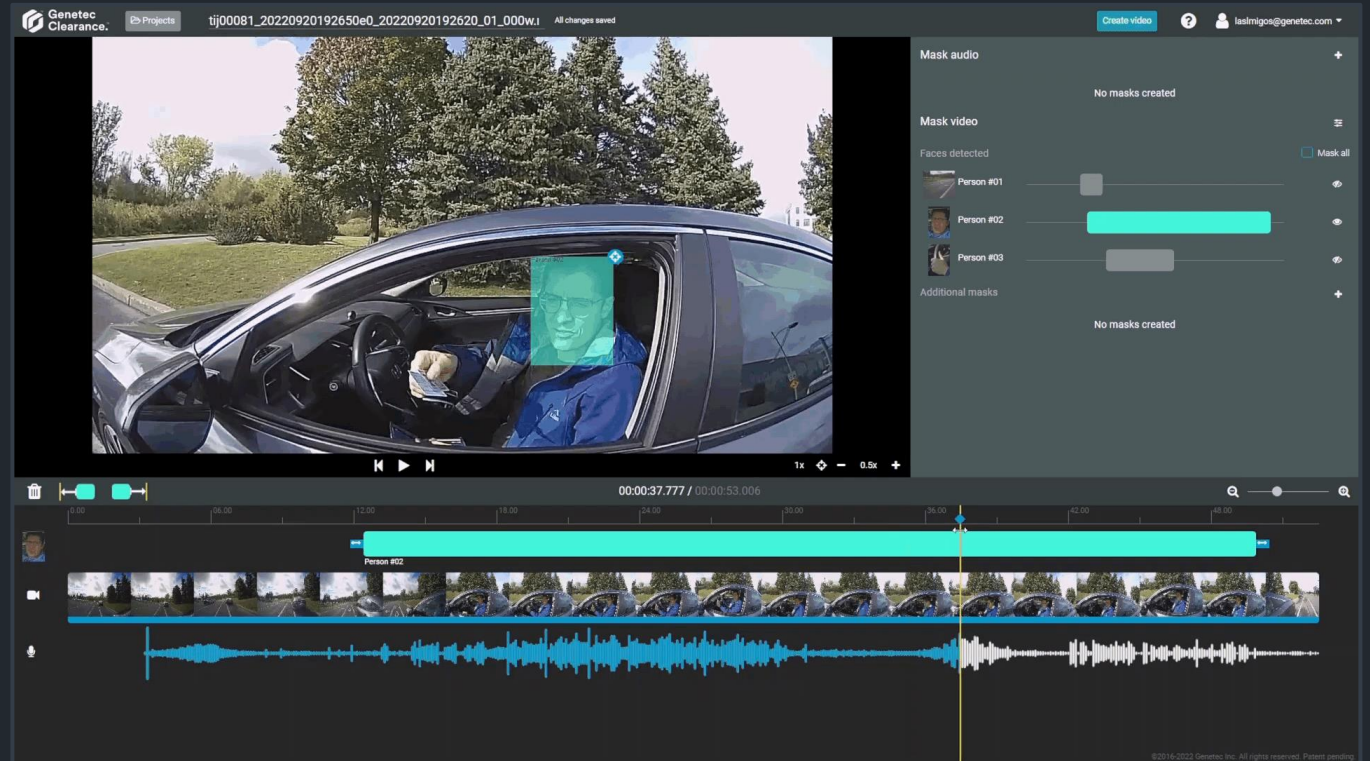 Genetec Clearance.
Projects
tij00081_20220920192650e0_20220920192620_01_000w.
All changes saved
Create video
?
laslmigos@genetec.com
Mask audio
+
No masks created
Mask video
Faces detected
Mask all
Person #01
Person #02
Person #03
Additional masks
+
No masks created
1x
0.5x
00:00:37.777 / 00:00:53.006
0:00
06:00
12:00
18:00
24:00
30:00
36:00
42:00
48:00
Person #02
©2016-2022 Genetec Inc. All rights reserved. Patent pending.